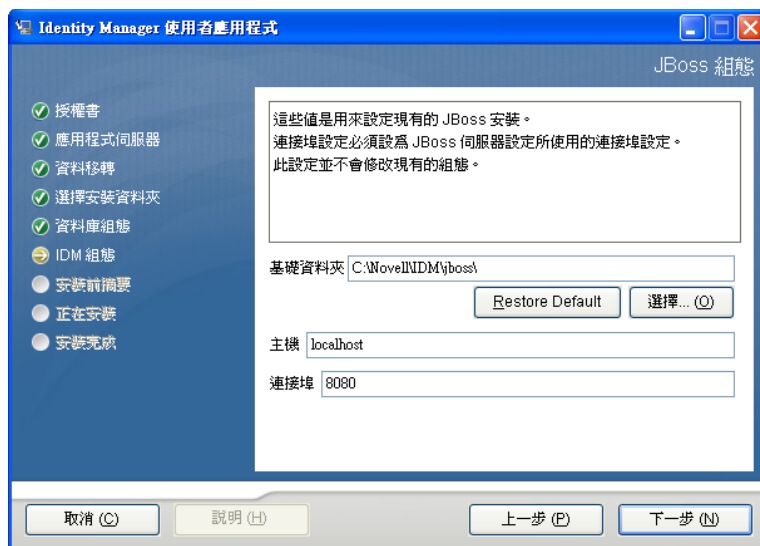 Identity Manager 使用者應用程式
JBoss 組態
授權書
應用程式伺服器
資料移轉
選擇安裝資料夾
資料庫組態
IDM 組態
安裝前摘要
正在安裝
安裝完成
這些值是用來設定現有的 JBoss 安裝。
連接埠設定必須設為 JBoss 伺服器設定所使用的連接埠設定。
此設定並不會修改現有的組態。
基礎資料夾 C:\Novell\IDM\jboss\
Restore Default 選擇... (O)
主機 localhost
連接埠 8080
取消 (C) 說明 (H) 上一步 (P) 下一步 (N)